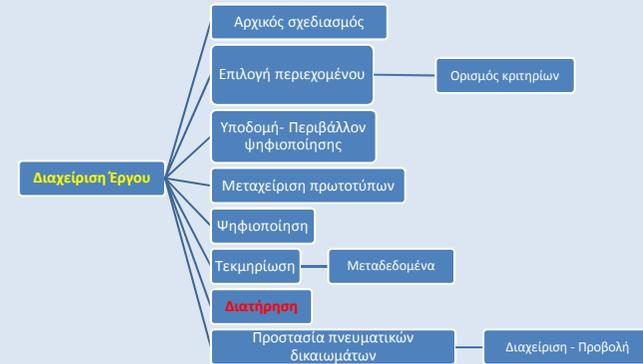 Αρχικός σχεδιασμός
Επιλογή περιεχομένου
Ορισμός κριτηρίων
Υποδομή- Περιβάλλον
ψηφιοποίησης
Διαχείριση Έργου
Μεταχείριση πρωτοτύπων
Ψηφιοποίηση
Τεκμηρίωση
Μεταδεδομένα
Διατήρηση
Προστασία πνευματικών
δικαιωμάτων
Διαχείριση - Προβολή